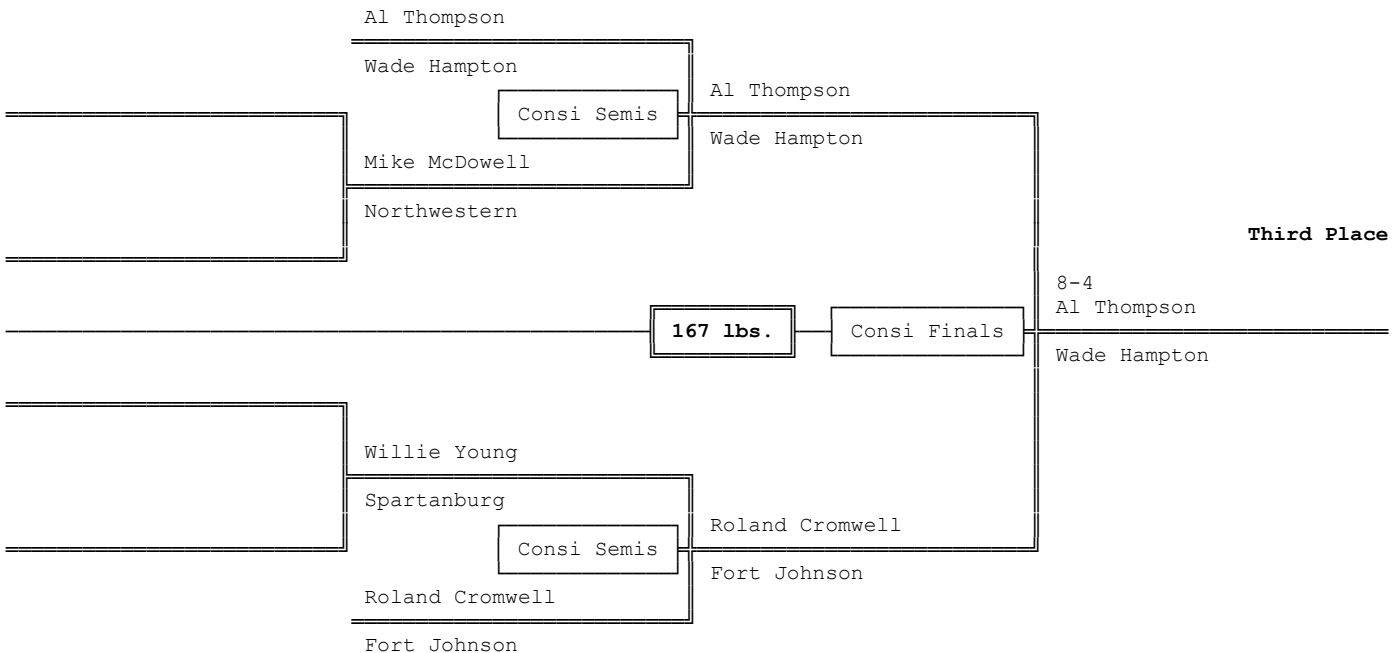 Al Thompson
Wade Hampton
Consi Semis
Al Thompson
Wade Hampton
Mike McDowell
Northwestern
Third Place
8-4
Al Thompson
167 lbs.
Consi Finals
Wade Hampton
Willie Young
Spartanburg
Consi Semis
Roland Cromwell
Fort Johnson
Roland Cromwell
Fort Johnson